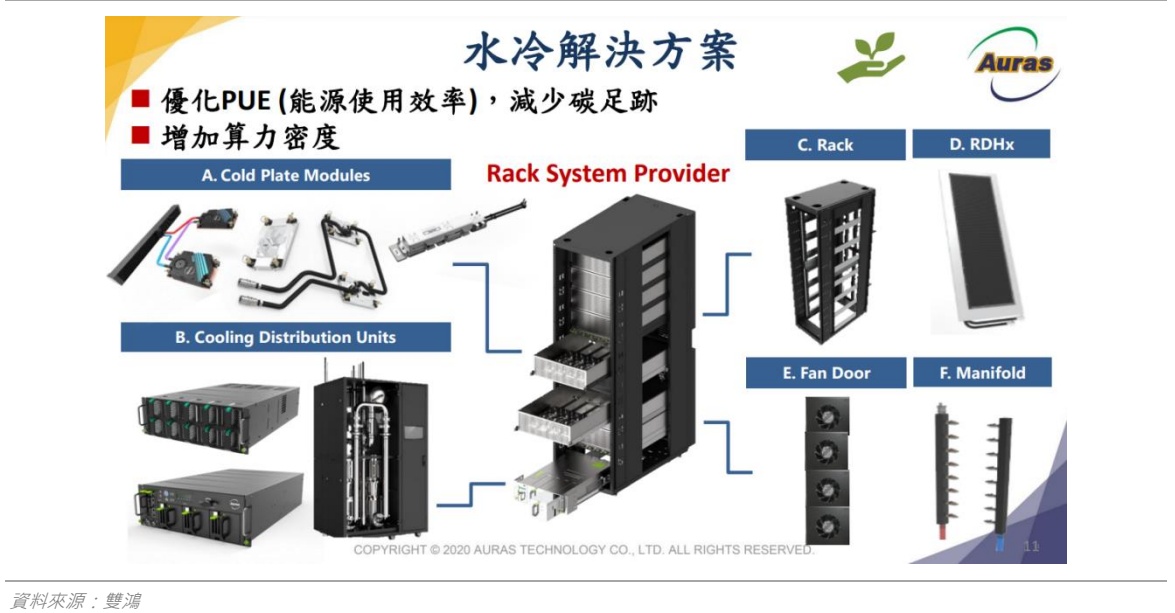 水冷解決方案
Auras
■ 優化PUE (能源使用效率)，減少碳足跡
■ 增加算力密度
A. Cold Plate Modules
Rack System Provider
C. Rack
D. RDHx
B. Cooling Distribution Units
E. Fan Door
F. Manifold
COPYRIGHT © 2020 AURAS TECHNOLOGY CO., LTD. ALL RIGHTS RESERVED.
11
資料來源：雙鴻